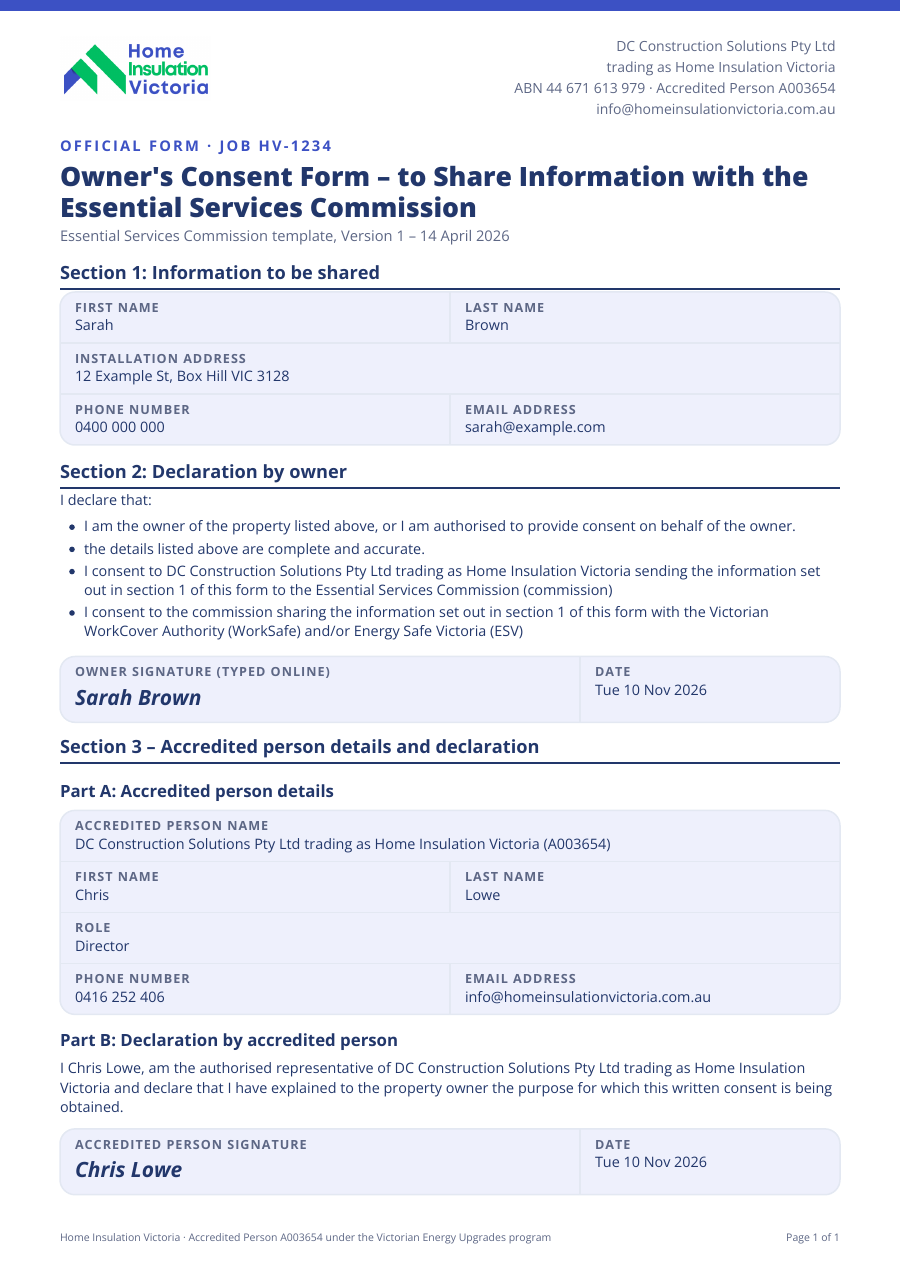 Home
Insulation
Victoria
DC Construction Solutions Pty Ltd
trading as Home Insulation Victoria
ABN 44 671 613 979 · Accredited Person A003654
info@homeinsulationvictoria.com.au
OFFICIAL FORM · JOB HV-1234
Owner's Consent Form – to Share Information with the
Essential Services Commission
Essential Services Commission template, Version 1 – 14 April 2026
Section 1: Information to be shared
FIRST NAME
Sarah
LAST NAME
Brown
INSTALLATION ADDRESS
12 Example St, Box Hill VIC 3128
PHONE NUMBER
0400 000 000
EMAIL ADDRESS
sarah@example.com
Section 2: Declaration by owner
I declare that:
• I am the owner of the property listed above, or I am authorised to provide consent on behalf of the owner.
• the details listed above are complete and accurate.
• I consent to DC Construction Solutions Pty Ltd trading as Home Insulation Victoria sending the information set
out in section 1 of this form to the Essential Services Commission (commission)
• I consent to the commission sharing the information set out in section 1 of this form with the Victorian
WorkCover Authority (WorkSafe) and/or Energy Safe Victoria (ESV)
OWNER SIGNATURE (TYPED ONLINE)
Sarah Brown
DATE
Tue 10 Nov 2026
Section 3 – Accredited person details and declaration
Part A: Accredited person details
ACCREDITED PERSON NAME
DC Construction Solutions Pty Ltd trading as Home Insulation Victoria (A003654)
FIRST NAME
Chris
LAST NAME
Lowe
ROLE
Director
PHONE NUMBER
0416 252 406
EMAIL ADDRESS
info@homeinsulationvictoria.com.au
Part B: Declaration by accredited person
I Chris Lowe, am the authorised representative of DC Construction Solutions Pty Ltd trading as Home Insulation
Victoria and declare that I have explained to the property owner the purpose for which this written consent is being
obtained.
ACCREDITED PERSON SIGNATURE
Chris Lowe
DATE
Tue 10 Nov 2026
Home Insulation Victoria · Accredited Person A003654 under the Victorian Energy Upgrades program
Page 1 of 1